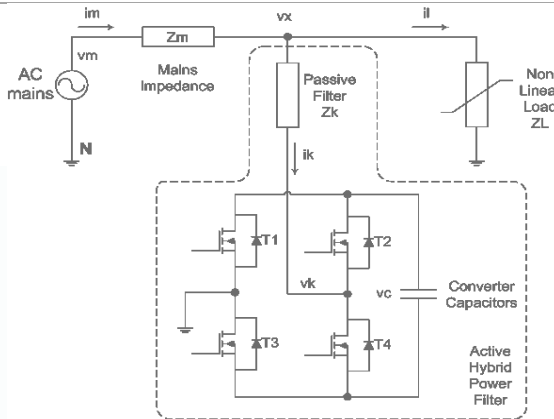 im
vx
il
Zm
vm
AC
mains
Mains
Impedance
Passive
Filter
Zk
Non
Linear
Load
ZL
N
ik
T1
T2
vk
vc
Converter
Capacitors
T3
T4
Active
Hybrid
Power
Filter